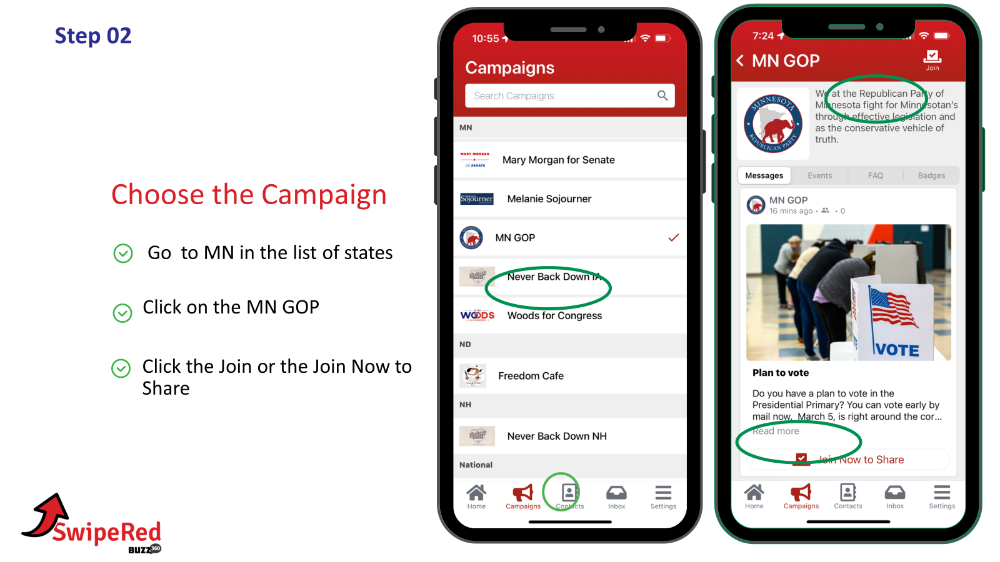 Step 02
Choose the Campaign
Go  to MN in the list of states
Click on the MN GOP
Click the Join or the Join Now to
Share
SwipeRed
BUZZ360
10:55
Campaigns
Search Campaigns
MN
MARY MORGAN
US SENATE
Mary Morgan for Senate
Melanie
Sojourner
Melanie Sojourner
MN GOP
Never Back Down IA
WOODS
Woods for Congress
ND
Freedom Cafe
NH
Never Back Down NH
National
Home
Campaigns
Contacts
Inbox
Settings
7:24
MN GOP
Join
MINNESOTA
REPUBLICAN PARTY
We at the Republican Party of
Minnesota fight for Minnesotan's
through effective legislation and
as the conservative vehicle of
truth.
Messages
Events
FAQ
Badges
MN GOP
16 mins ago • • 0
VOTE
Plan to vote
Do you have a plan to vote in the
Presidential Primary? You can vote early by
mail now.  March 5, is right around the cor...
Read more
Join Now to Share
Home
Campaigns
Contacts
Inbox
Settings